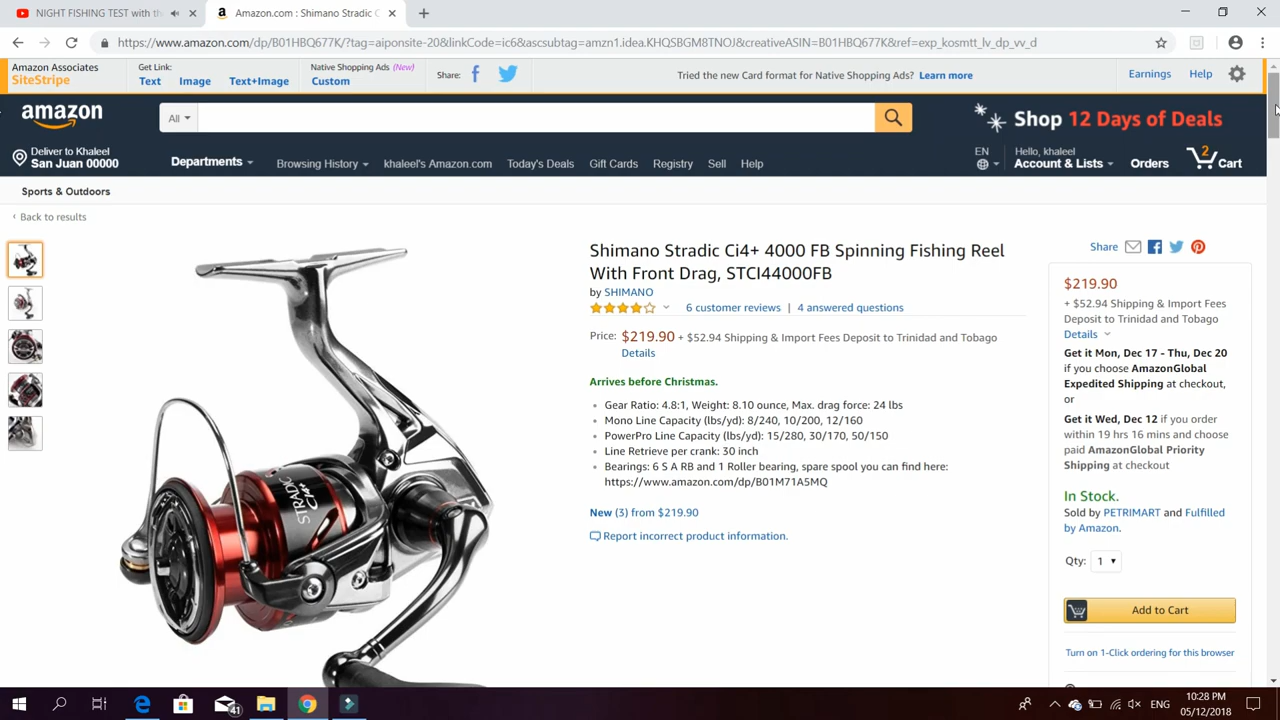 NIGHT FISHING TEST with th
Amazon.com : Shimano Stradic C
https://www.amazon.com/dp/B01HBQ677K/?tag=aiponsite-20&linkCode=ic6&ascsubtag=amzn1.idea.KHQSBGM8TNOJ&creativeASIN=B01HBQ677K&ref=exp_kosmtt_lv_dp_vv_d
Amazon Associates
SiteStripe
Get Link:
Text Image Text+Image
Native Shopping Ads (New)
Custom
Share:
Tried the new Card format for Native Shopping Ads? Learn more
Earnings Help
amazon
All
Shop 12 Days of Deals
Deliver to Khaleel
San Juan 00000
Departments
Browsing History khaleel's Amazon.com Today's Deals Gift Cards Registry Sell Help
EN
Hello, khaleel
Account & Lists
Orders
2
Cart
Sports & Outdoors
‹ Back to results
STRADIC
CI4+
Shimano Stradic Ci4+ 4000 FB Spinning Fishing Reel
With Front Drag, STCI44000FB
by SHIMANO
6 customer reviews | 4 answered questions
Price: $219.90 + $52.94 Shipping & Import Fees Deposit to Trinidad and Tobago
Details
Arrives before Christmas.
• Gear Ratio: 4.8:1, Weight: 8.10 ounce, Max. drag force: 24 lbs
• Mono Line Capacity (lbs/yd): 8/240, 10/200, 12/160
• PowerPro Line Capacity (lbs/yd): 15/280, 30/170, 50/150
• Line Retrieve per crank: 30 inch
• Bearings: 6 S A RB and 1 Roller bearing, spare spool you can find here:
https://www.amazon.com/dp/B01M71A5MQ
New (3) from $219.90
Report incorrect product information.
Share
$219.90
+ $52.94 Shipping & Import Fees
Deposit to Trinidad and Tobago
Details
Get it Mon, Dec 17 - Thu, Dec 20
if you choose AmazonGlobal
Expedited Shipping at checkout,
or
Get it Wed, Dec 12 if you order
within 19 hrs 16 mins and choose
paid AmazonGlobal Priority
Shipping at checkout
In Stock.
Sold by PETRIMART and Fulfilled
by Amazon.
Qty: 1
Add to Cart
Turn on 1-Click ordering for this browser
41
ENG
10:28 PM
05/12/2018